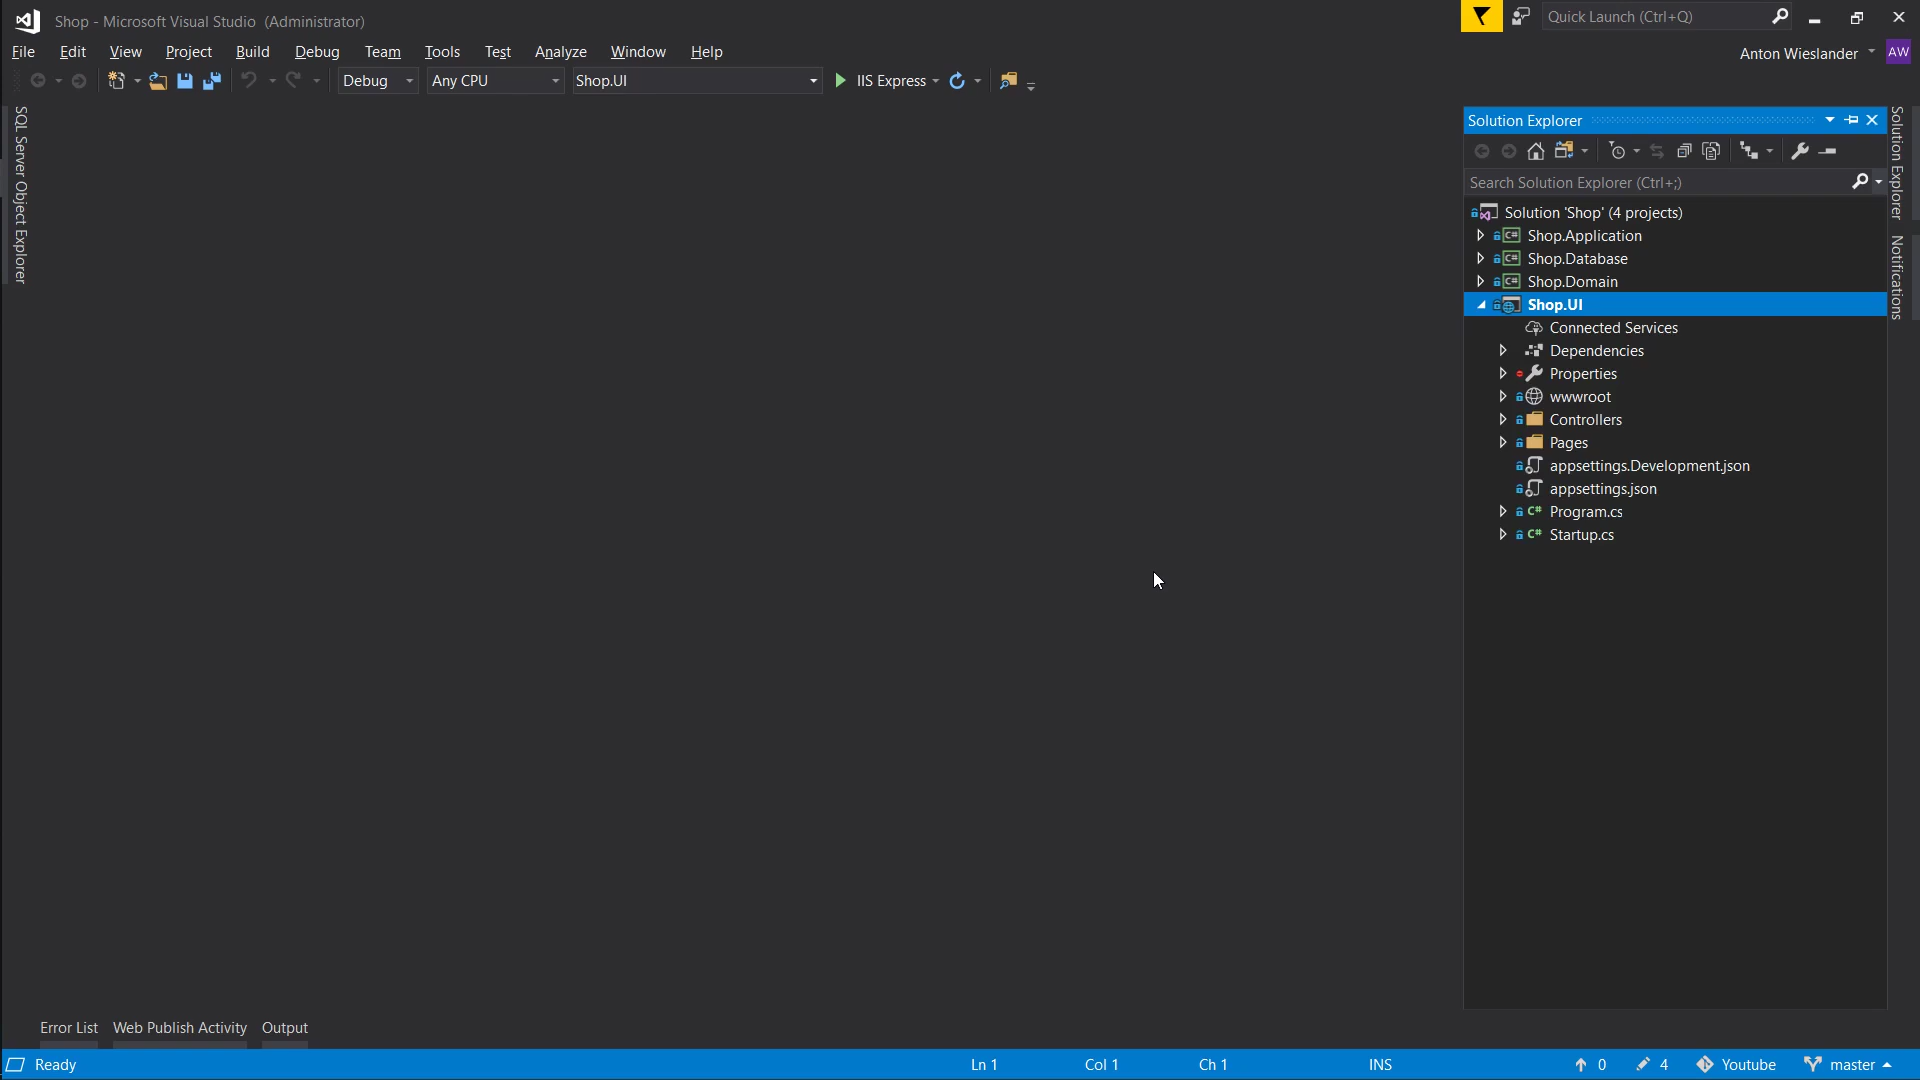 Shop - Microsoft Visual Studio (Administrator)
Quick Launch (Ctrl+Q)
File Edit View Project Build Debug Team Tools Test Analyze Window Help
Anton Wieslander AW
Debug Any CPU Shop.UI IIS Express
SQL Server Object Explorer
Solution Explorer
Search Solution Explorer (Ctrl+;)
Solution 'Shop' (4 projects)
C# Shop.Application
C# Shop.Database
C# Shop.Domain
Shop.UI
Connected Services
Dependencies
Properties
wwwroot
Controllers
Pages
appsettings.Development.json
appsettings.json
C# Program.cs
C# Startup.cs
Solution Explorer
Notifications
Error List Web Publish Activity Output
Ready Ln 1 Col 1 Ch 1 INS 0 4 Youtube master